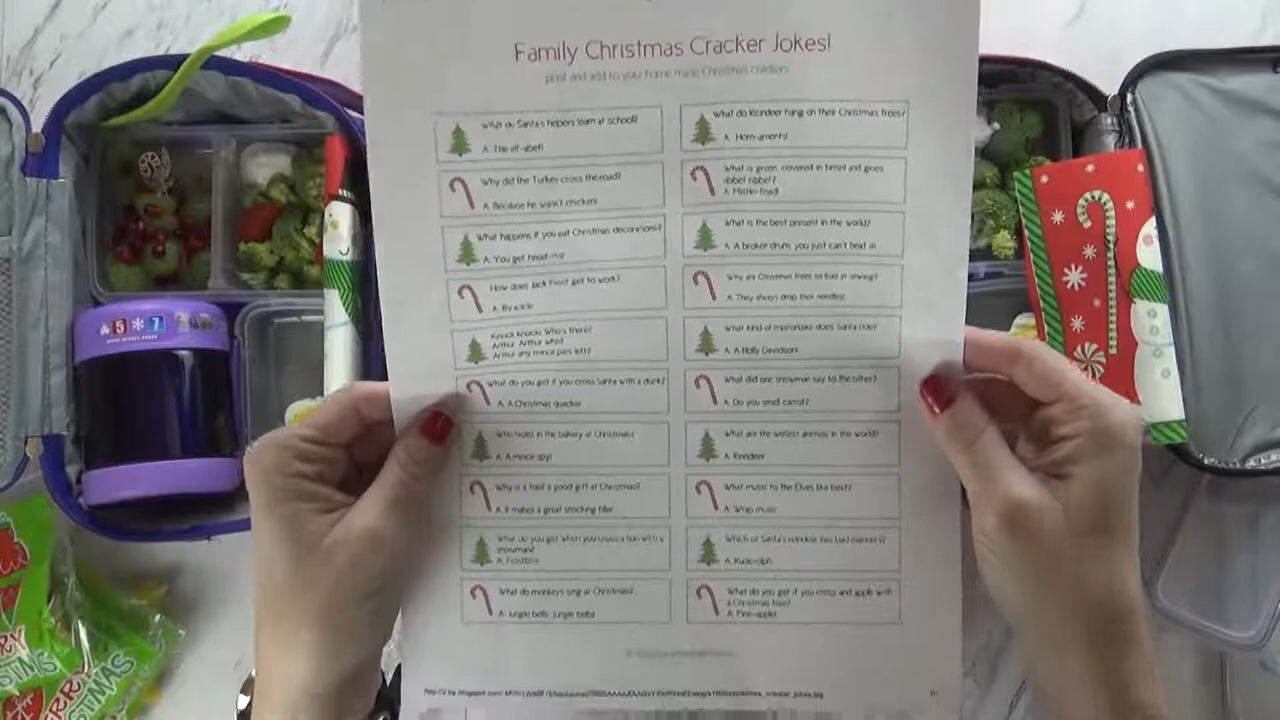 Family Christmas Cracker Jokes!
print and add to your home made Christmas crackers
What do Santa's helpers learn at school?
A. The elf-abet!
Why did the Turkey cross the road?
A. Because he wasn't chicken!
What happens if you eat Christmas decorations?
A. You get tinsel-itis!
How does Jack Frost get to work?
A. By icicle
Knock Knock! Who's there?
Arthur. Arthur who?
Arthur any mince pies left?
What do you get if you cross Santa with a duck?
A. A Christmas quacker
Who hides in the bakery at Christmas?
A. A mince spy!
Why is a foot a good gift at Christmas?
A. It makes a great stocking filler
What do you get when you cross a lion with a
snowman?
A. Frostbite
What do monkeys sing at Christmas?
A. Jungle bells, jungle bells!
What do Reindeer hang on their Christmas trees?
A. Horn-aments!
What is green, covered in tinsel and goes
ribbet ribbet?
A. Mistle-toad!
What is the best present in the world?
A. A broken drum, you just can't beat it!
Why are Christmas trees so bad at sewing?
A. They always drop their needles!
What kind of motorbike does Santa ride?
A. A Holly Davidson!
What did one snowman say to the other?
A. Do you smell carrot?
What are the wettest animals in the world?
A. Reindeer
What music to the Elves like best?
A. Wrap music
Which of Santa's reindeer has bad manners?
A. Rude-olph
What do you get if you cross and apple with
a Christmas tree?
A. Pine-apple!
5 7
MERRY
CHRISTMAS